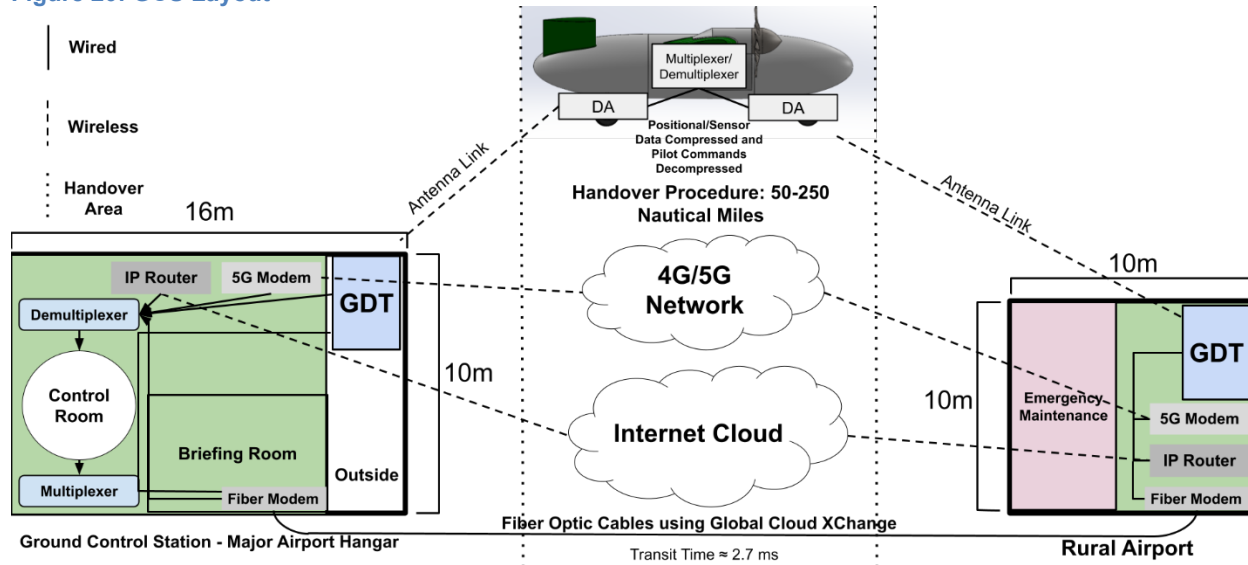 Figure 20: GCS Layout
Wired
Wireless
Handover
Area
Multiplexer/
Demultiplexer
DA
DA
Positional/Sensor
Data Compressed and
Pilot Commands
Decompressed
Antenna Link
Antenna Link
Handover Procedure: 50-250
Nautical Miles
16m
IP Router
5G Modem
GDT
Demultiplexer
Control
Room
Multiplexer
Briefing Room
Fiber Modem
Outside
10m
4G/5G
Network
Internet Cloud
10m
10m
Emergency
Maintenance
GDT
5G Modem
IP Router
Fiber Modem
Fiber Optic Cables using Global Cloud XChange
Ground Control Station - Major Airport Hangar
Transit Time ≈ 2.7 ms
Rural Airport